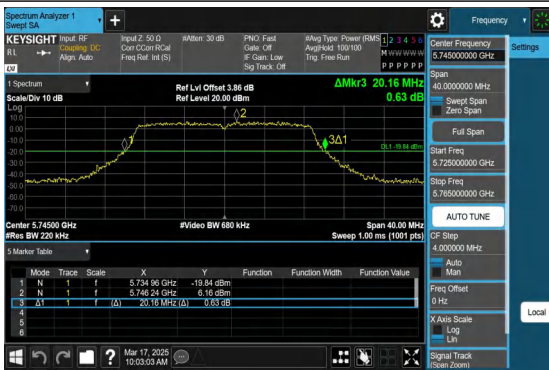 Spectrum Analyzer 1
Swept SA
Frequency
KEYSIGHT Input: RF
Input Z: 50 Ω
#Atten: 30 dB
PNO: Fast
#Avg Type: Power (RMS
1 2 3 4 5 6
RL
Coupling: DC
Corr CCorr RCal
Gate: Off
Avg|Hold: 100/100
M W W W W W
Align: Auto
Freq Ref: Int (S)
IF Gain: Low
Trig: Free Run
Sig Track: Off
P P P P P P
LXI
1 Spectrum
Ref Lvl Offset 3.86 dB
ΔMkr3 20.16 MHz
Scale/Div 10 dB
Ref Level 20.00 dBm
0.63 dB
Log
10.0
0.00
-10.0
-20.0
-30.0
-40.0
-50.0
-60.0
-70.0
1
2
3Δ1
DL1 -19.84 dBm
Center 5.74500 GHz
#Video BW 680 kHz
Span 40.00 MHz
#Res BW 220 kHz
Sweep 1.00 ms (1001 pts)
5 Marker Table
Mode Trace Scale X Y Function Function Width Function Value
1 N 1 f 5.734 96 GHz -19.84 dBm
2 N 1 f 5.746 24 GHz 6.16 dBm
3 Δ1 1 f (Δ) 20.16 MHz (Δ) 0.63 dB
4
5
6
Mar 17, 2025
10:03:03 AM
Center Frequency
5.745000000 GHz
Settings
Span
40.0000000 MHz
Swept Span
Zero Span
Full Span
Start Freq
5.725000000 GHz
Stop Freq
5.765000000 GHz
AUTO TUNE
CF Step
4.000000 MHz
Auto
Man
Freq Offset
0 Hz
X Axis Scale
Log
Lin
Signal Track
(Span Zoom)
Local